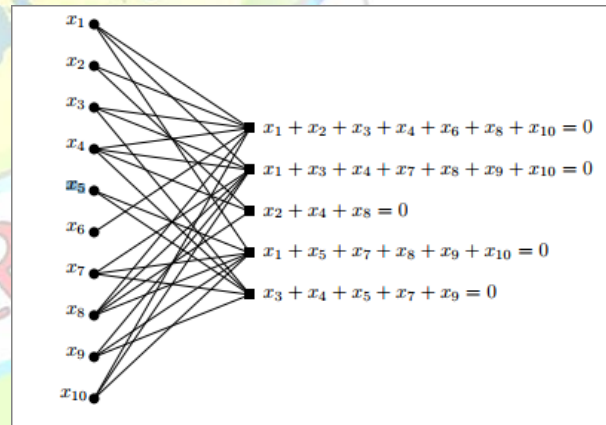 x₁
x₂
x₃
x₄
x₅
x₆
x₇
x₈
x₉
x₁₀
x₁ + x₂ + x₃ + x₄ + x₆ + x₈ + x₁₀ = 0
x₁ + x₃ + x₄ + x₇ + x₈ + x₉ + x₁₀ = 0
x₂ + x₄ + x₈ = 0
x₁ + x₅ + x₇ + x₈ + x₉ + x₁₀ = 0
x₃ + x₄ + x₅ + x₇ + x₉ = 0